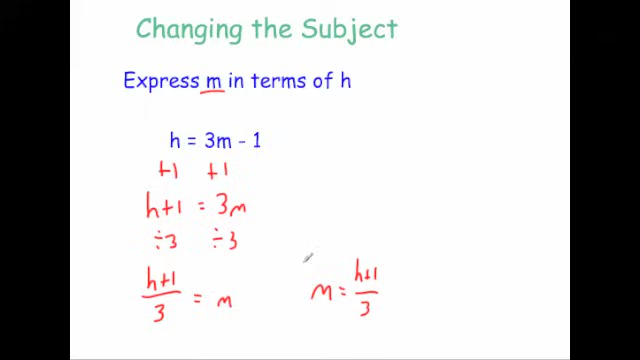 Changing the Subject
Express m in terms of h
h = 3m - 1
+1 +1
h+1 = 3m
÷3 ÷3
h+1/3 = m
m = h+1/3